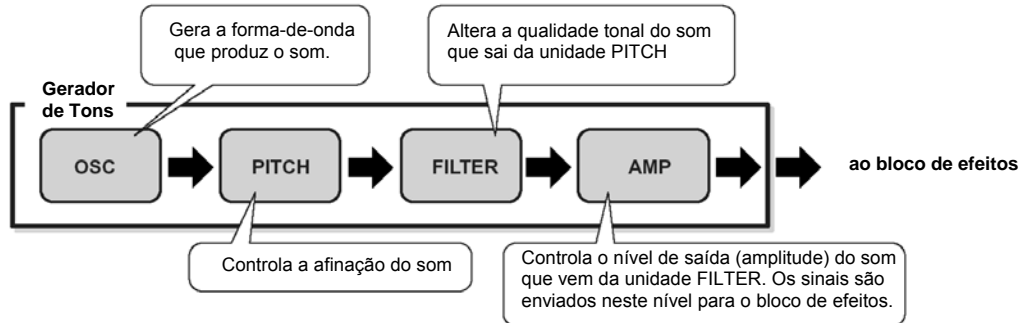 Gera a forma-de-onda
que produz o som.
Altera a qualidade tonal do som
que sai da unidade PITCH
Gerador
de Tons
OSC
PITCH
FILTER
AMP
ao bloco de efeitos
Controla a afinação do som
Controla o nível de saída (amplitude) do som
que vem da unidade FILTER. Os sinais são
enviados neste nível para o bloco de efeitos.